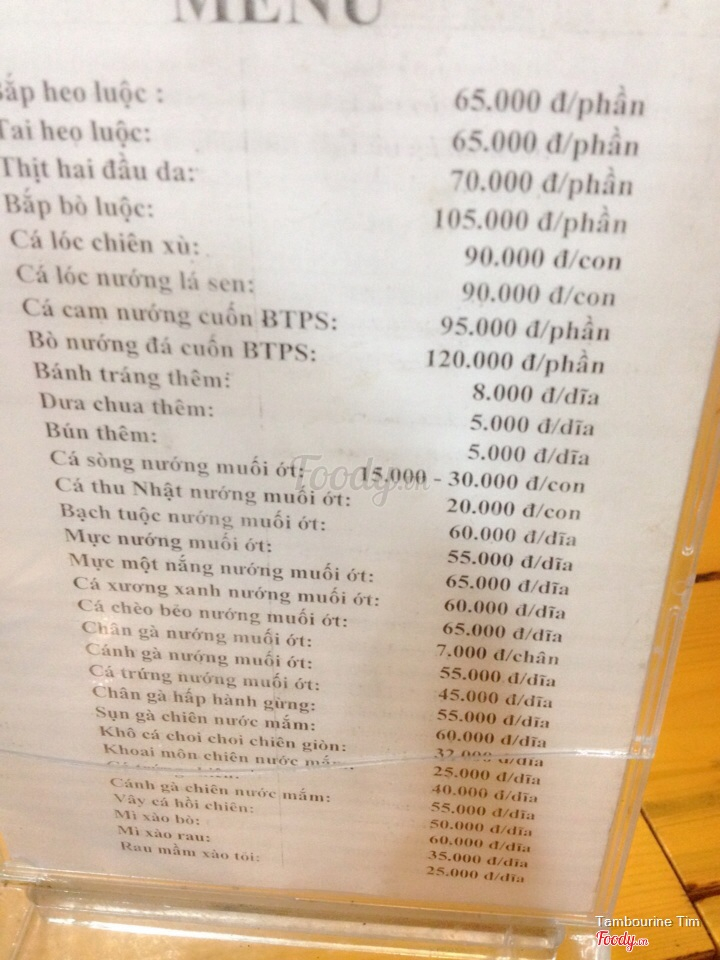 MENU
Bắp heo luộc : 65.000 đ/phần
Tai heo luộc: 65.000 đ/phần
Thịt hai đầu da: 70.000 đ/phần
Bắp bò luộc: 105.000 đ/phần
Cá lóc chiên xù: 90.000 đ/con
Cá lóc nướng lá sen: 90.000 đ/con
Cá cam nướng cuốn BTPS: 95.000 đ/phần
Bò nướng đá cuốn BTPS: 120.000 đ/phần
Bánh tráng thêm: 8.000 đ/dĩa
Dưa chua thêm: 5.000 đ/dĩa
Bún thêm: 5.000 đ/dĩa
Cá sòng nướng muối ớt: 15.000 - 30.000 đ/con
Cá thu Nhật nướng muối ớt: 20.000 đ/con
Bạch tuộc nướng muối ớt: 60.000 đ/dĩa
Mực nướng muối ớt: 55.000 đ/dĩa
Mực một nắng nướng muối ớt: 65.000 đ/dĩa
Cá xương xanh nướng muối ớt: 60.000 đ/dĩa
Cá chèo bẻo nướng muối ớt: 65.000 đ/dĩa
Chân gà nướng muối ớt: 7.000 đ/chân
Cánh gà nướng muối ớt: 55.000 đ/dĩa
Cá trứng nướng muối ớt: 45.000 đ/dĩa
Chân gà hấp hành gừng: 55.000 đ/dĩa
Sụn gà chiên nước mắm: 60.000 đ/dĩa
Khô cá choi choi chiên giòn: 32.000 đ/dĩa
Khoai môn chiên nước mắm: 25.000 đ/dĩa
40.000 đ/dĩa
Cánh gà chiên nước mắm: 55.000 đ/dĩa
Vây cá hồi chiên: 50.000 đ/dĩa
Mì xào bò: 60.000 đ/dĩa
Mì xào rau: 35.000 đ/dĩa
Rau mầm xào tỏi: 25.000 đ/dĩa
Foody.vn
Tambourine Tim
Foody.vn